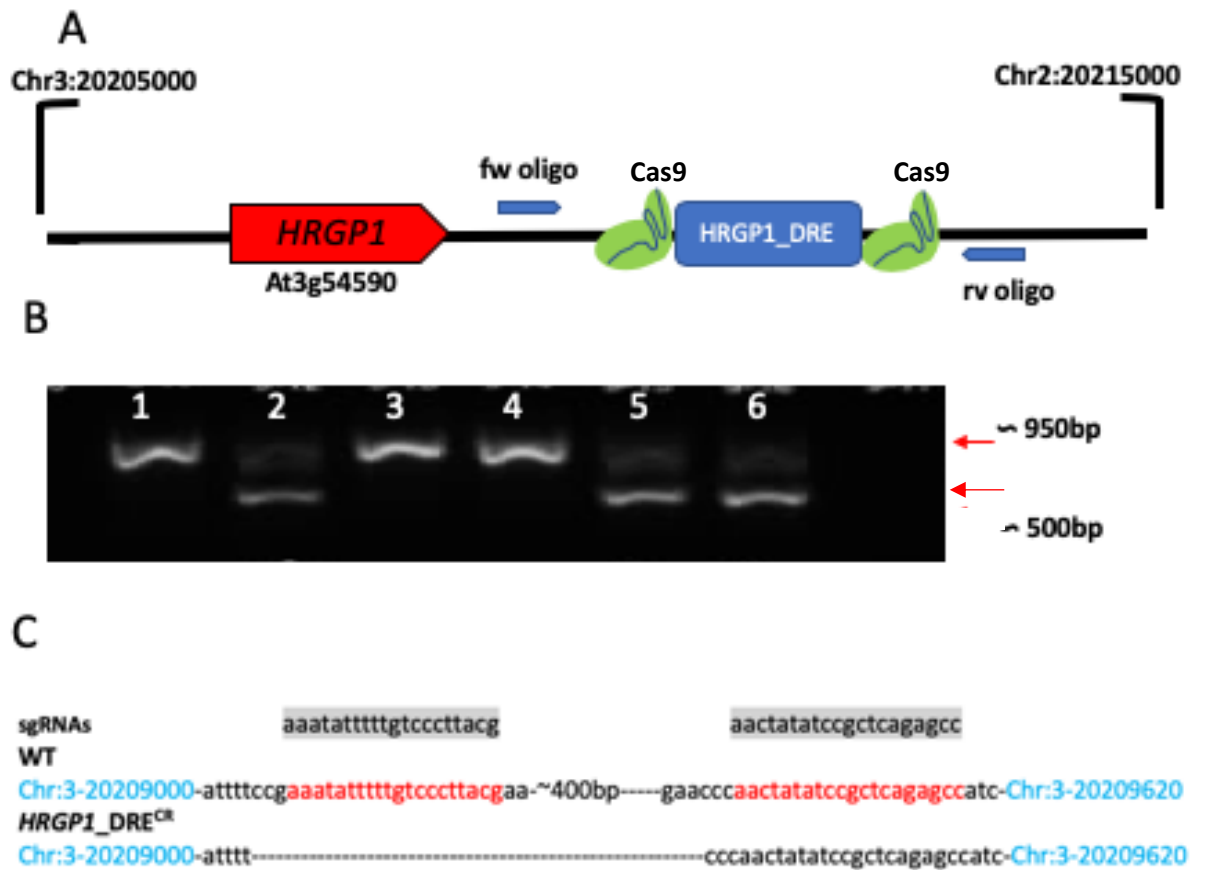 A
Chr3:20205000
Chr2:20215000
fw oligo
Cas9
Cas9
HRGP1
HRGP1_DRE
At3g54590
rv oligo
B
1 2 3 4 5 6
~ 950bp
~ 500bp
C
sgRNAs aaatatttttgtcccttacg aactatatccgctcagagcc
WT
Chr:3-20209000-attttccgaaatatttttgtcccttacgaa-~400bp-----gaacccaactatatccgctcagagccatc-Chr:3-20209620
HRGP1_DRECR
Chr:3-20209000-atttt--------------------------------------------------------cccaactatatccgctcagagccatc-Chr:3-20209620